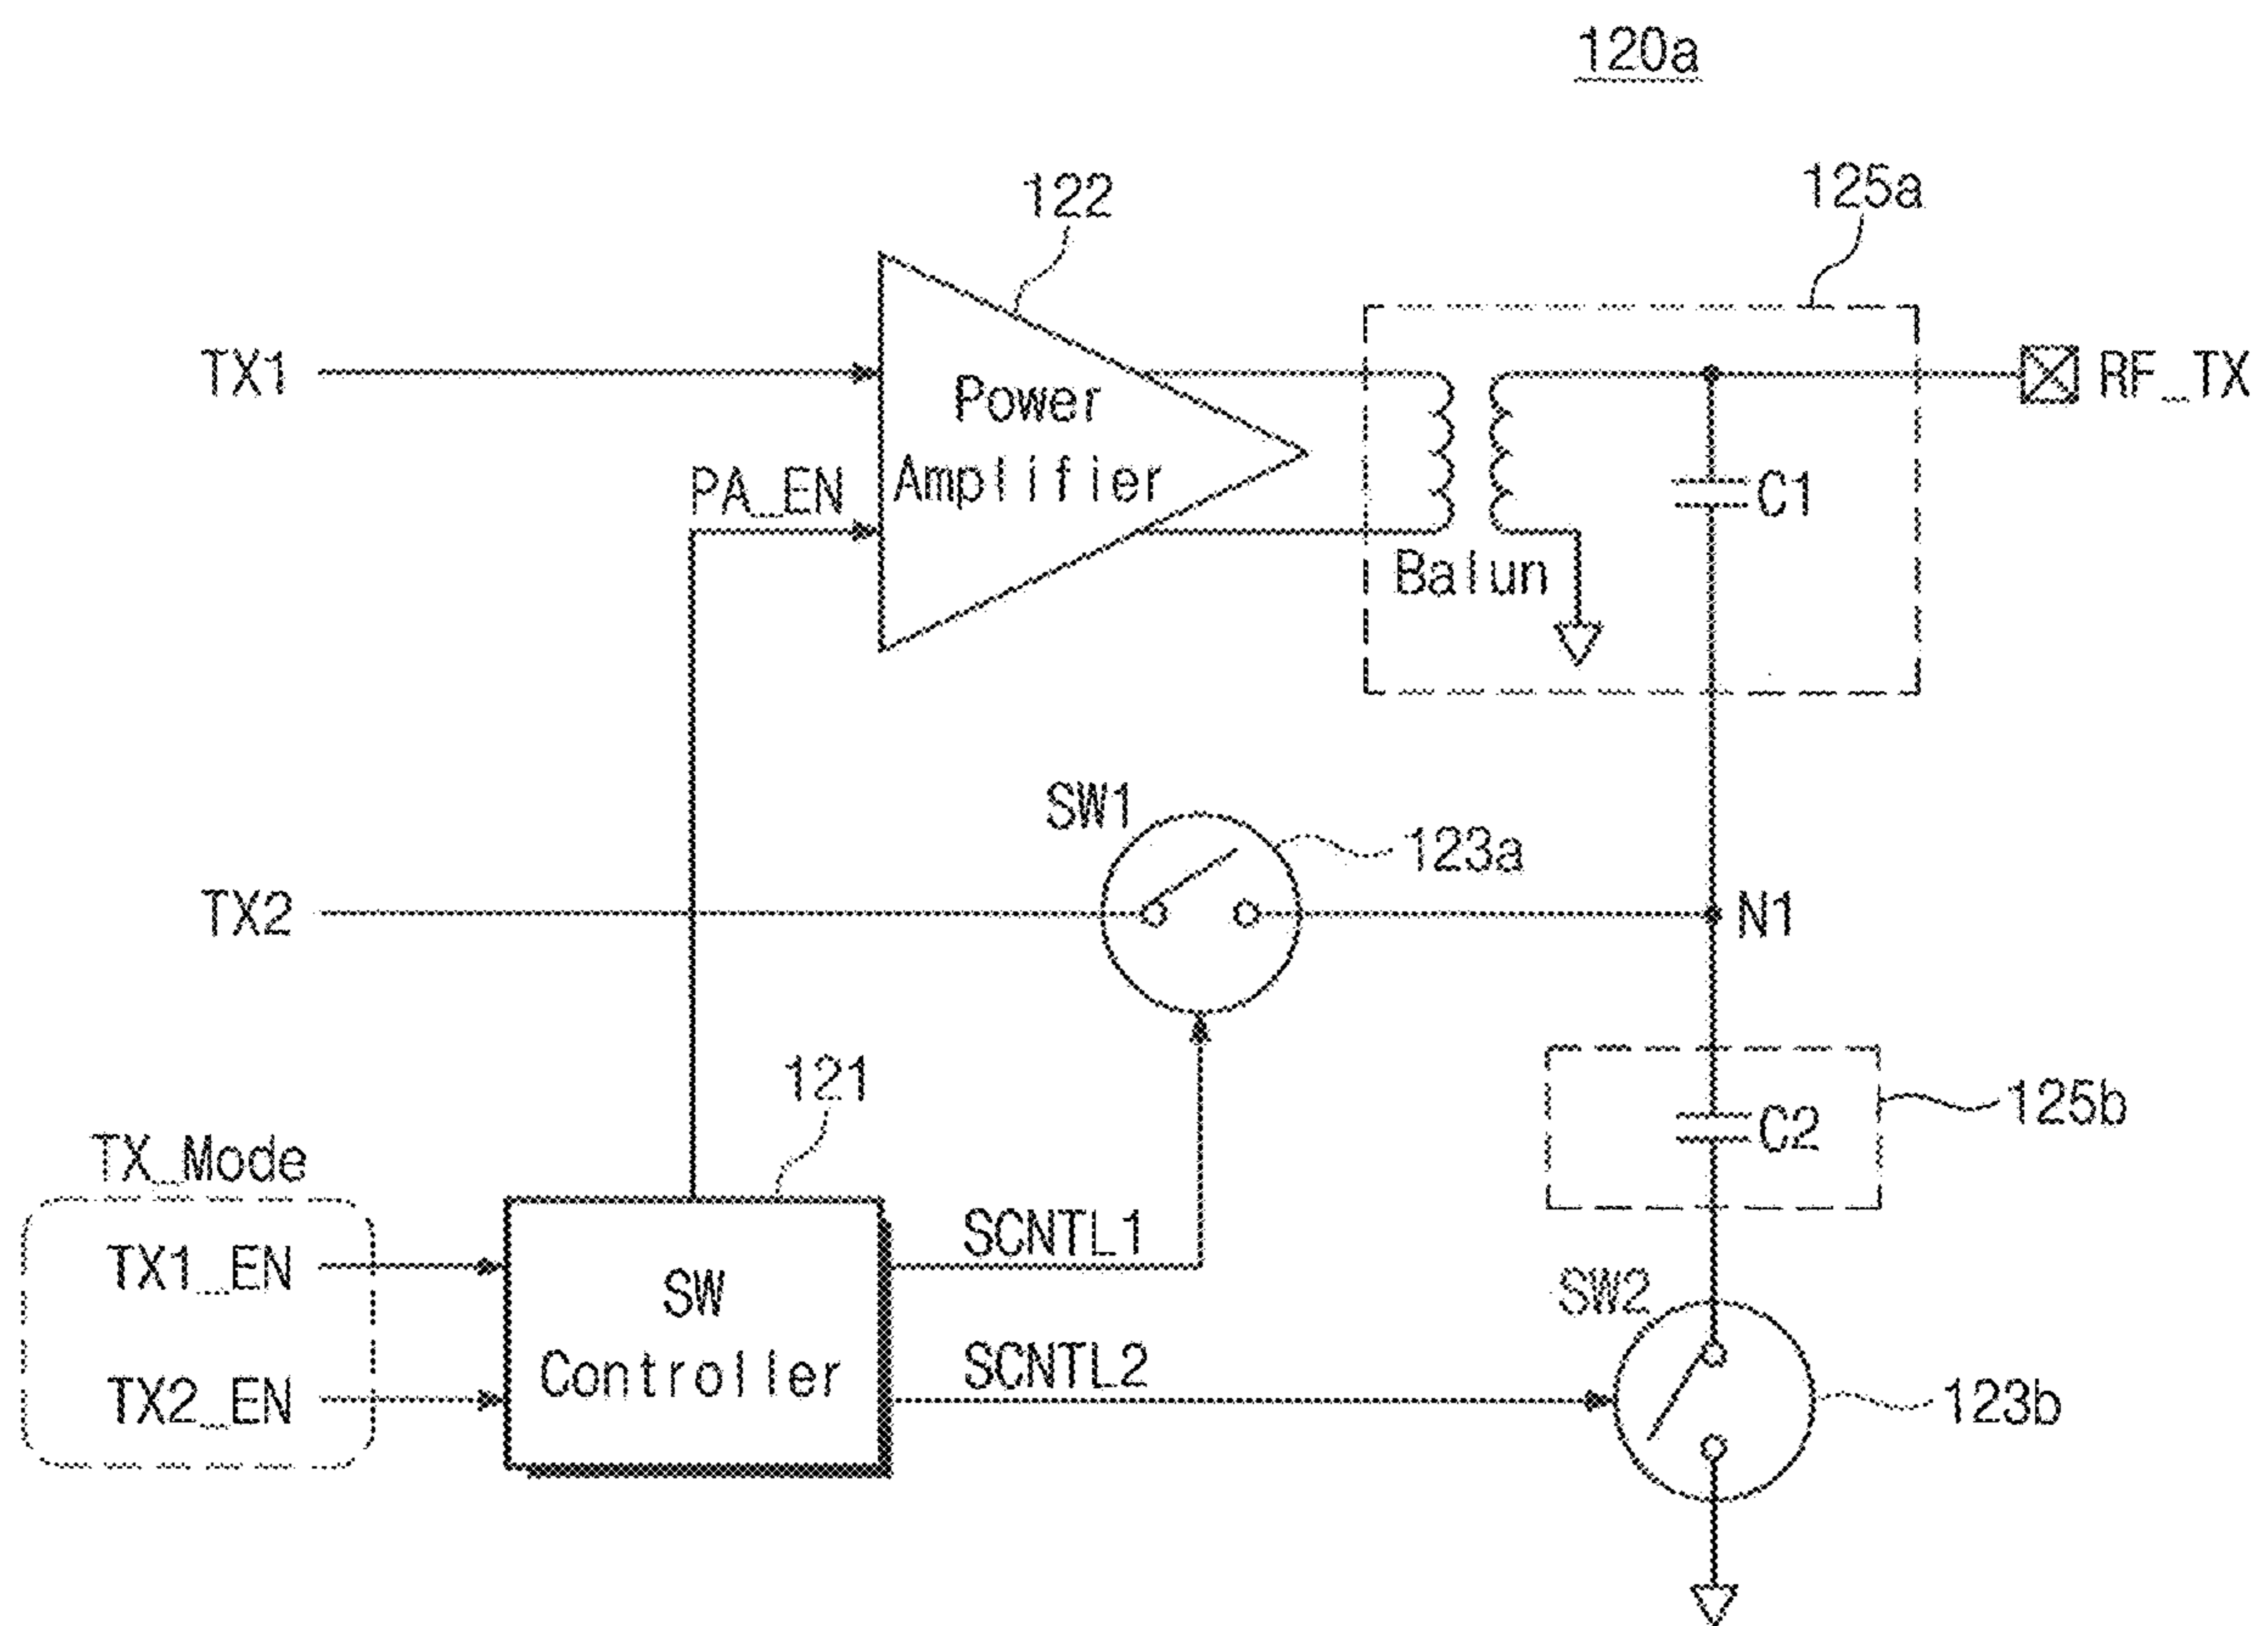 120a
122
125a
TX1
RF_TX
Power
Amplifier
PA_EN
C1
Balun
SW1
123a
TX2
N1
121
125b
C2
TX_Mode
SCNTL1
TX1_EN
SW
Controller
SW2
SCNTL2
TX2_EN
123b